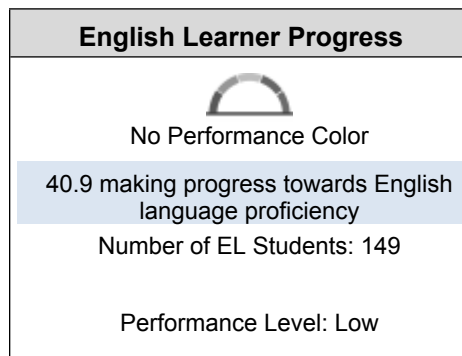 English Learner Progress
No Performance Color
40.9 making progress towards English
language proficiency
Number of EL Students: 149
Performance Level: Low